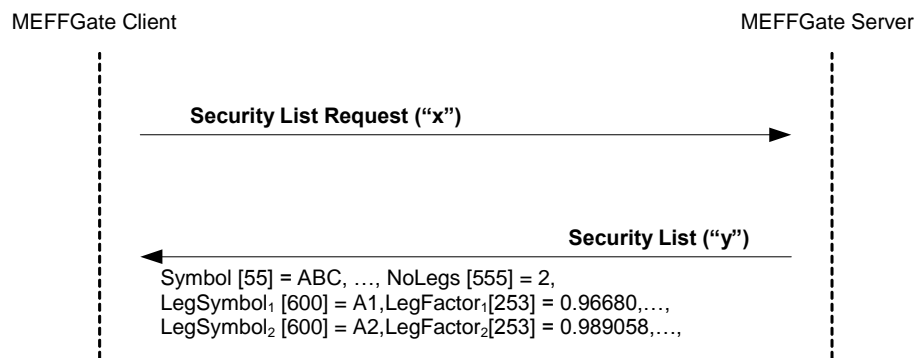 MEFFGate Client
MEFFGate Server
Security List Request (“x”)
Security List (“y”)
Symbol [55] = ABC, …, NoLegs [555] = 2,
LegSymbol₁ [600] = A1,LegFactor₁[253] = 0.96680,…,
LegSymbol₂ [600] = A2,LegFactor₂[253] = 0.989058,…,